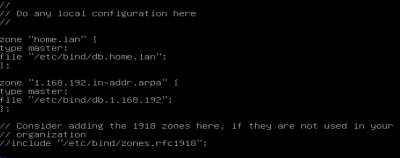 //
// Do any local configuration here
//
zone "home.lan" {
type master;
file "/etc/bind/db.home.lan";
};
zone "1.168.192.in-addr.arpa" {
type master;
file "/etc/bind/db.1.168.192";
};
// Consider adding the 1918 zones here, if they are not used in your
// organization
//include "/etc/bind/zones.rfc1918";